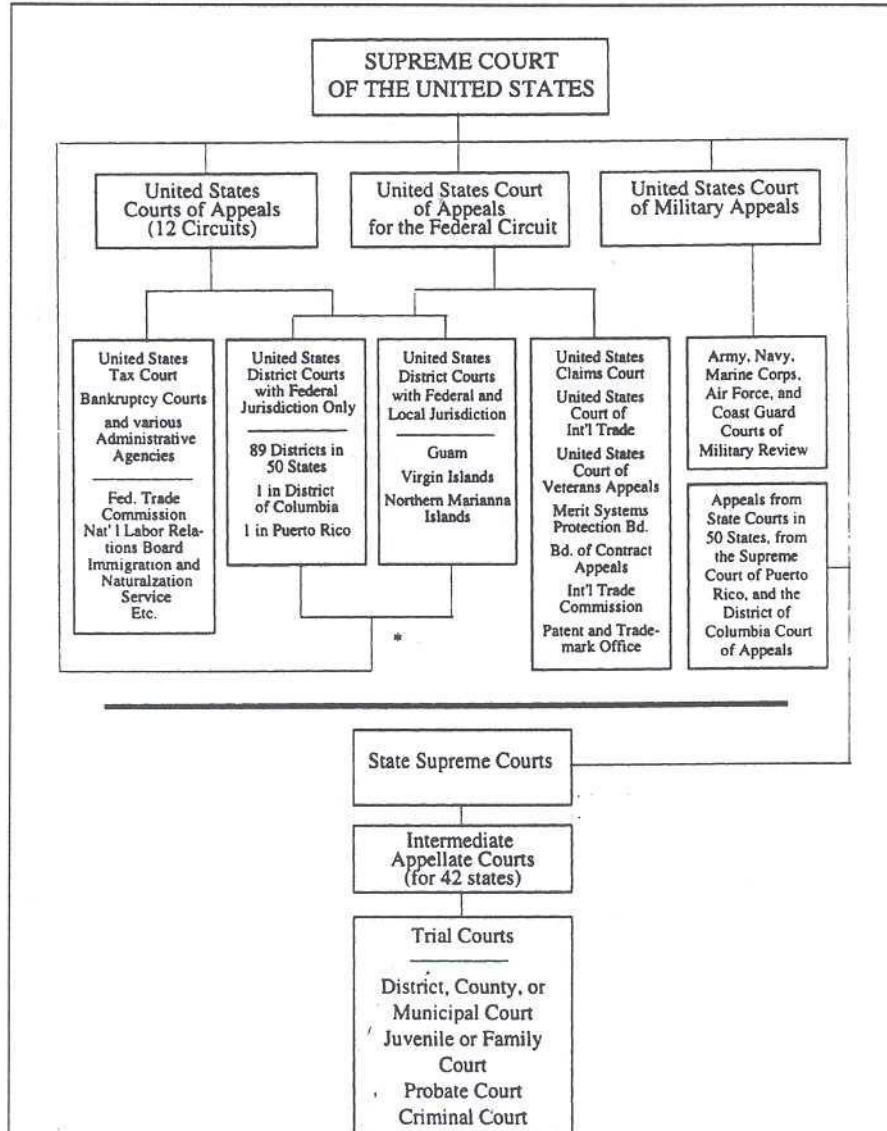 SUPREME COURT
OF THE UNITED STATES
United States
Courts of Appeals
(12 Circuits)
United States Court
of Appeals
for the Federal Circuit
United States Court
of Military Appeals
United States
Tax Court
Bankruptcy Courts
and various
Administrative
Agencies
Fed. Trade
Commission
Nat'l Labor Rela-
tions Board
Immigration and
Naturalzation
Service
Etc.
United States
District Courts
with Federal
Jurisdiction Only
89 Districts in
50 States
1 in District
of Columbia
1 in Puerto Rico
United States
District Courts
with Federal and
Local Jurisdiction
Guam
Virgin Islands
Northern Marianna
Islands
United States
Claims Court
United States
Court of
Int'l Trade
United States
Court of
Veterans Appeals
Merit Systems
Protection Bd.
Bd. of Contract
Appeals
Int'l Trade
Commission
Patent and Trade-
mark Office
Army, Navy,
Marine Corps,
Air Force, and
Coast Guard
Courts of
Military Review
Appeals from
State Courts in
50 States, from
the Supreme
Court of Puerto
Rico, and the
District of
Columbia Court
of Appeals
*
State Supreme Courts
Intermediate
Appellate Courts
(for 42 states)
Trial Courts
District, County, or
Municipal Court
Juvenile or Family
Court
Probate Court
Criminal Court